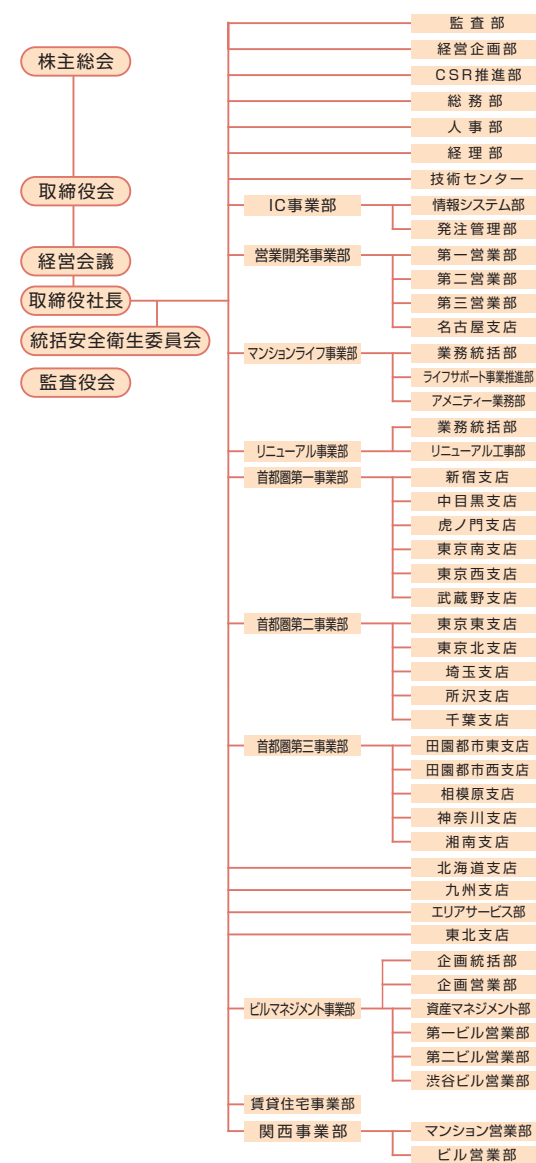 株主総会
取締役会
経営会議
取締役社長
統括安全衛生委員会
監査役会
監査部
経営企画部
CSR推進部
総務部
人事部
経理部
技術センター
IC事業部
情報システム部
発注管理部
営業開発事業部
第一営業部
第二営業部
第三営業部
名古屋支店
マンションライフ事業部
業務統括部
ライフサポート事業推進部
アメニティー業務部
リニューアル事業部
業務統括部
リニューアル工事部
首都圏第一事業部
新宿支店
中目黒支店
虎ノ門支店
東京南支店
東京西支店
武蔵野支店
首都圏第二事業部
東京東支店
東京北支店
埼玉支店
所沢支店
千葉支店
首都圏第三事業部
田園都市東支店
田園都市西支店
相模原支店
神奈川支店
湘南支店
北海道支店
九州支店
エリアサービス部
東北支店
ビルマネジメント事業部
企画統括部
企画営業部
資産マネジメント部
第一ビル営業部
第二ビル営業部
渋谷ビル営業部
賃貸住宅事業部
関西事業部
マンション営業部
ビル営業部